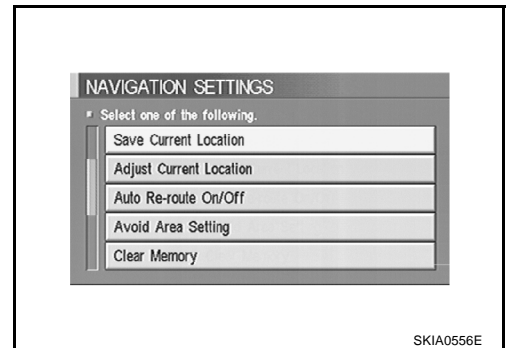 NAVIGATION SETTINGS
Select one of the following.
Save Current Location
Adjust Current Location
Auto Re-route On/Off
Avoid Area Setting
Clear Memory
SKIA0556E